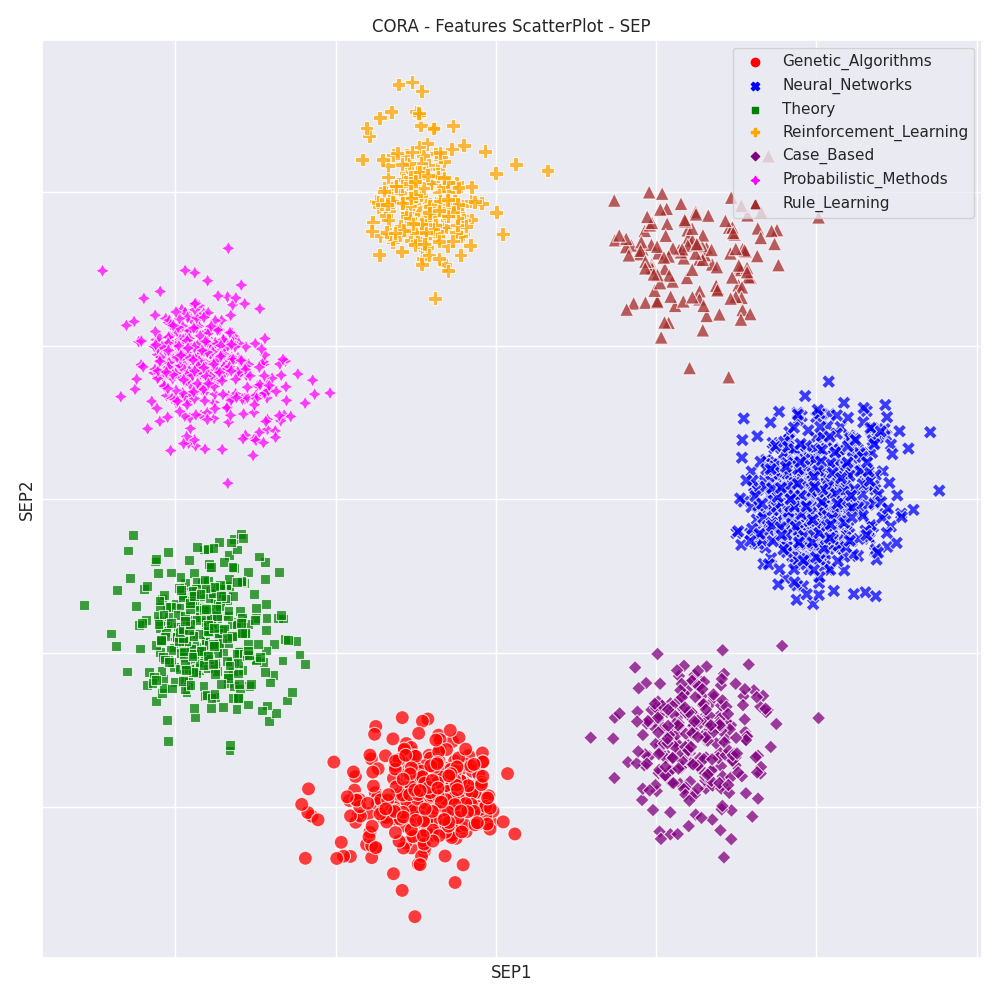 CORA - Features ScatterPlot - SEP
Genetic_Algorithms
Neural_Networks
Theory
Reinforcement_Learning
Case_Based
Probabilistic_Methods
Rule_Learning
SEP2
SEP1